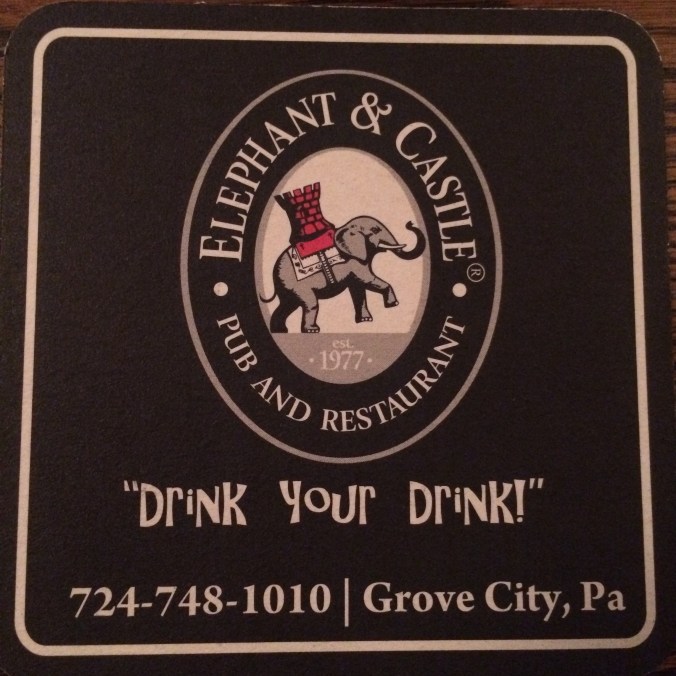 ELEPHANT & CASTLE®
est.
· 1977 ·
• PUB AND RESTAURANT •
"Drink Your Drink!"
724-748-1010 | Grove City, Pa